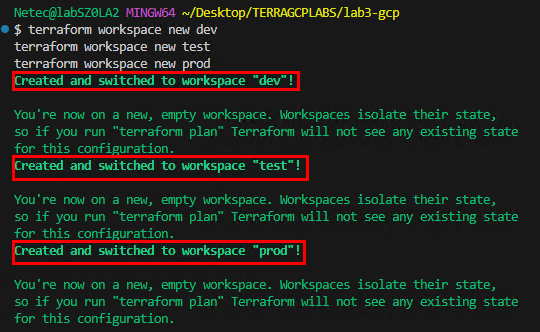 Netec@labSZ0LA2 MINGW64 ~/Desktop/TERRAGCPLABS/lab3-gcp
$ terraform workspace new dev
terraform workspace new test
terraform workspace new prod
Created and switched to workspace "dev"!
You're now on a new, empty workspace. Workspaces isolate their state,
so if you run "terraform plan" Terraform will not see any existing state
for this configuration.
Created and switched to workspace "test"!
You're now on a new, empty workspace. Workspaces isolate their state,
so if you run "terraform plan" Terraform will not see any existing state
for this configuration.
Created and switched to workspace "prod"!
You're now on a new, empty workspace. Workspaces isolate their state,
so if you run "terraform plan" Terraform will not see any existing state
for this configuration.